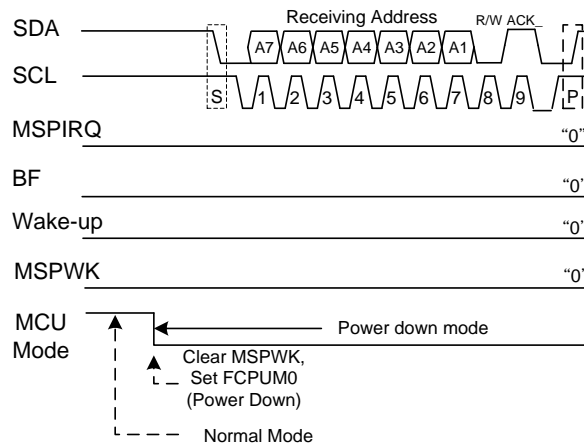 Receiving Address
SDA A7 A6 A5 A4 A3 A2 A1 R/W ACK_
SCL S 1 2 3 4 5 6 7 8 9 P
MSPIRQ "0"
BF "0'
Wake-up "0'
MSPWK "0'
MCU Mode
Power down mode
Clear MSPWK,
Set FCPUM0
(Power Down)
Normal Mode